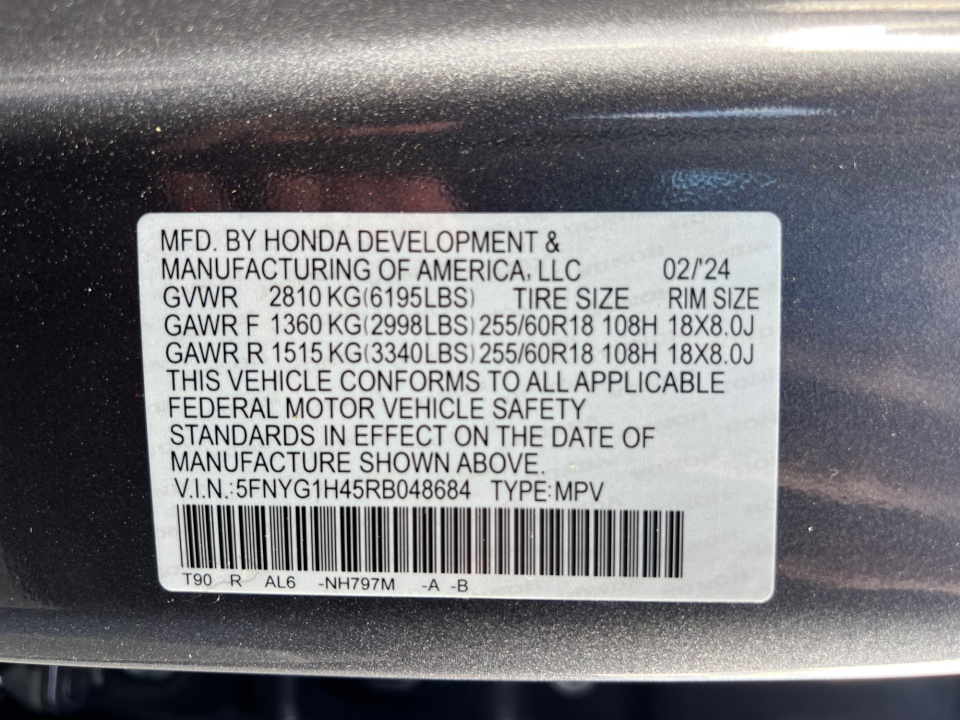 MFD. BY HONDA DEVELOPMENT &
MANUFACTURING OF AMERICA, LLC 02/'24
GVWR 2810 KG(6195LBS) TIRE SIZE RIM SIZE
GAWR F 1360 KG(2998LBS) 255/60R18 108H 18X8.0J
GAWR R 1515 KG(3340LBS) 255/60R18 108H 18X8.0J
THIS VEHICLE CONFORMS TO ALL APPLICABLE
FEDERAL MOTOR VEHICLE SAFETY
STANDARDS IN EFFECT ON THE DATE OF
MANUFACTURE SHOWN ABOVE.
V.I.N.:5FNYG1H45RB048684 TYPE:MPV
T90 R AL6 -NH797M -A -B